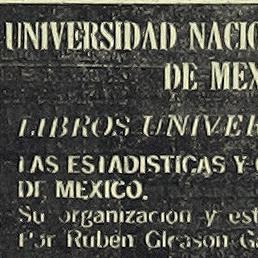 UNIVERSIDAD NACIO
DE MEX
LIBROS UNIVER
LAS ESTADISTICAS Y
DE MEXICO.
Su organización y est
Por Rubén Gleason G